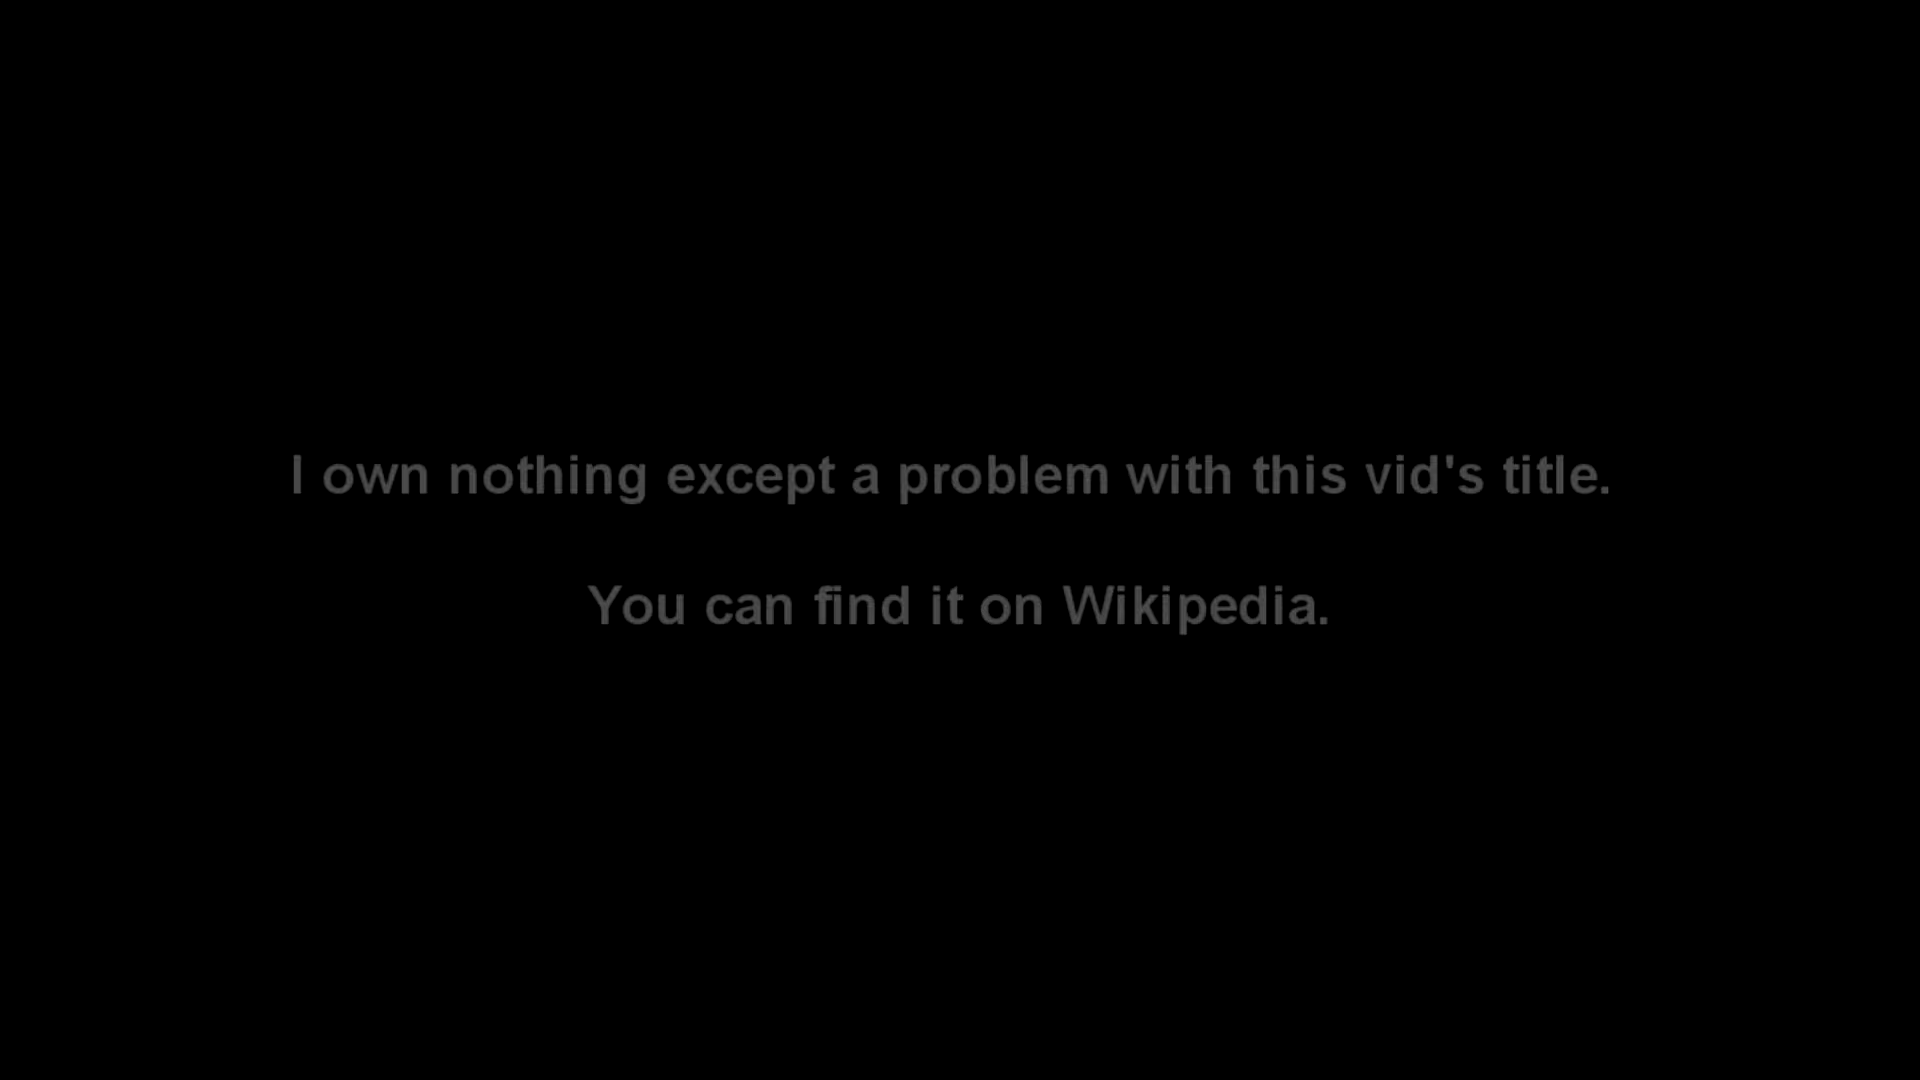 I own nothing except a problem with this vid's title.
You can find it on Wikipedia.